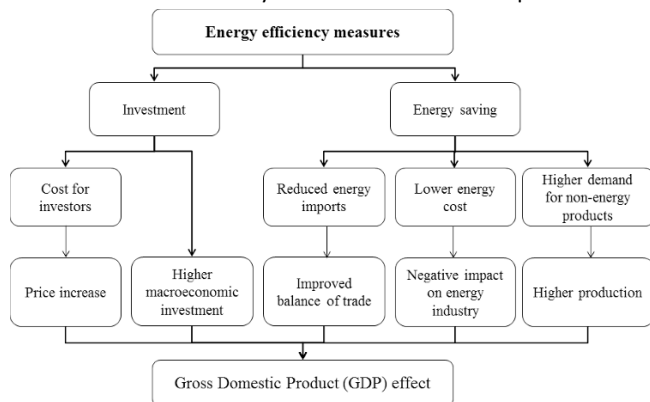 Energy efficiency measures
Investment
Energy saving
Cost for
investors
Reduced energy
imports
Lower energy
cost
Higher demand
for non-energy
products
Price increase
Higher
macroeconomic
investment
Improved
balance of trade
Negative impact
on energy
industry
Higher production
Gross Domestic Product (GDP) effect